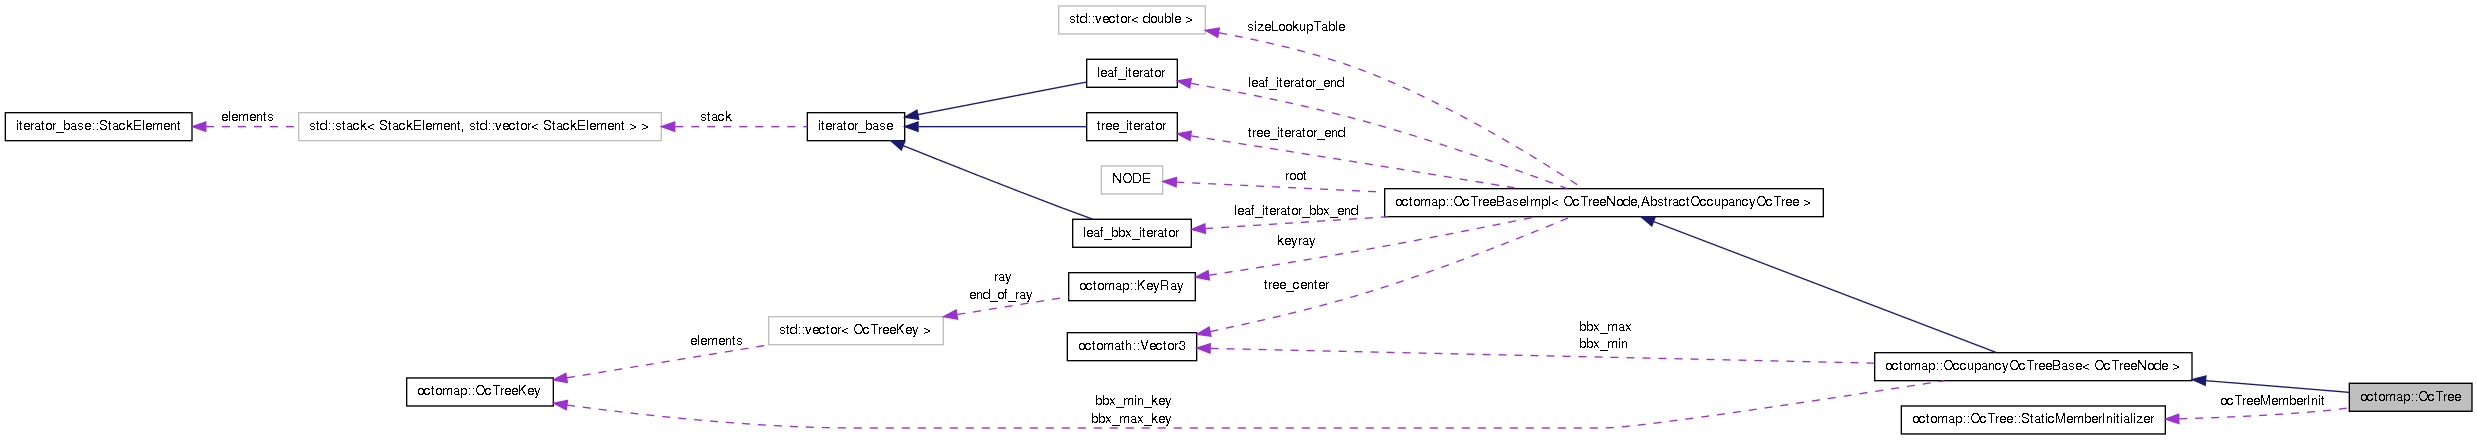 std::vector< double >
sizeLookupTable
leaf_iterator
leaf_iterator_end
iterator_base::StackElement
elements
std::stack< StackElement, std::vector< StackElement > >
stack
iterator_base
tree_iterator
tree_iterator_end
NODE
root
octomap::OcTreeBaseImpl< OcTreeNode,AbstractOccupancyOcTree >
leaf_bbx_iterator
leaf_iterator_bbx_end
keyray
ray
end_of_ray
octomap::KeyRay
tree_center
std::vector< OcTreeKey >
elements
octomath::Vector3
bbx_max
bbx_min
octomap::OccupancyOcTreeBase< OcTreeNode >
octomap::OcTreeKey
bbx_min_key
bbx_max_key
ocTreeMemberInit
octomap::OcTree
octomap::OcTree::StaticMemberInitializer